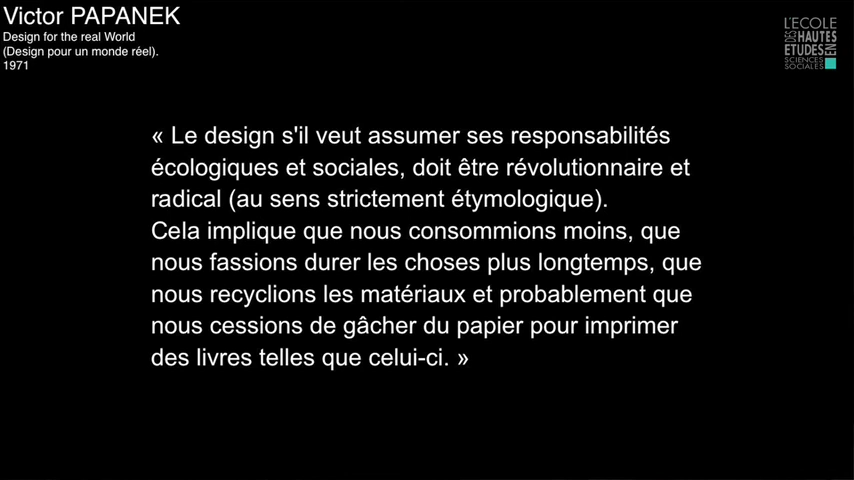 Victor PAPANEK
Design for the real World
(Design pour un monde réel).
1971
L'ECOLE
DES HAUTES
ETUDES EN
SCIENCES
SOCIALES
« Le design s'il veut assumer ses responsabilités
écologiques et sociales, doit être révolutionnaire et
radical (au sens strictement étymologique).
Cela implique que nous consommions moins, que
nous fassions durer les choses plus longtemps, que
nous recyclions les matériaux et probablement que
nous cessions de gâcher du papier pour imprimer
des livres telles que celui-ci. »